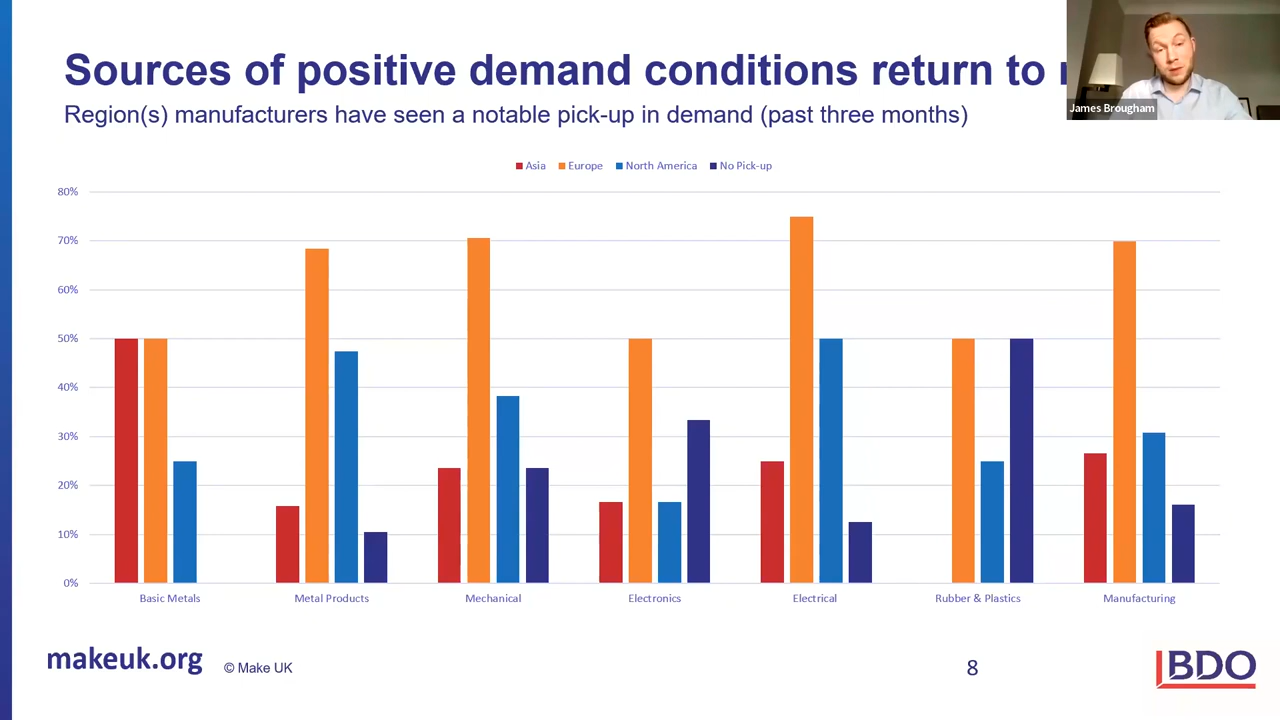 Sources of positive demand conditions return to
Region(s) manufacturers have seen a notable pick-up in demand (past three months)
James Brougham
Asia Europe North America No Pick-up
80%
70%
60%
50%
40%
30%
20%
10%
0%
Basic Metals Metal Products Mechanical Electronics Electrical Rubber & Plastics Manufacturing
makeuk.org © Make UK 8 BDO